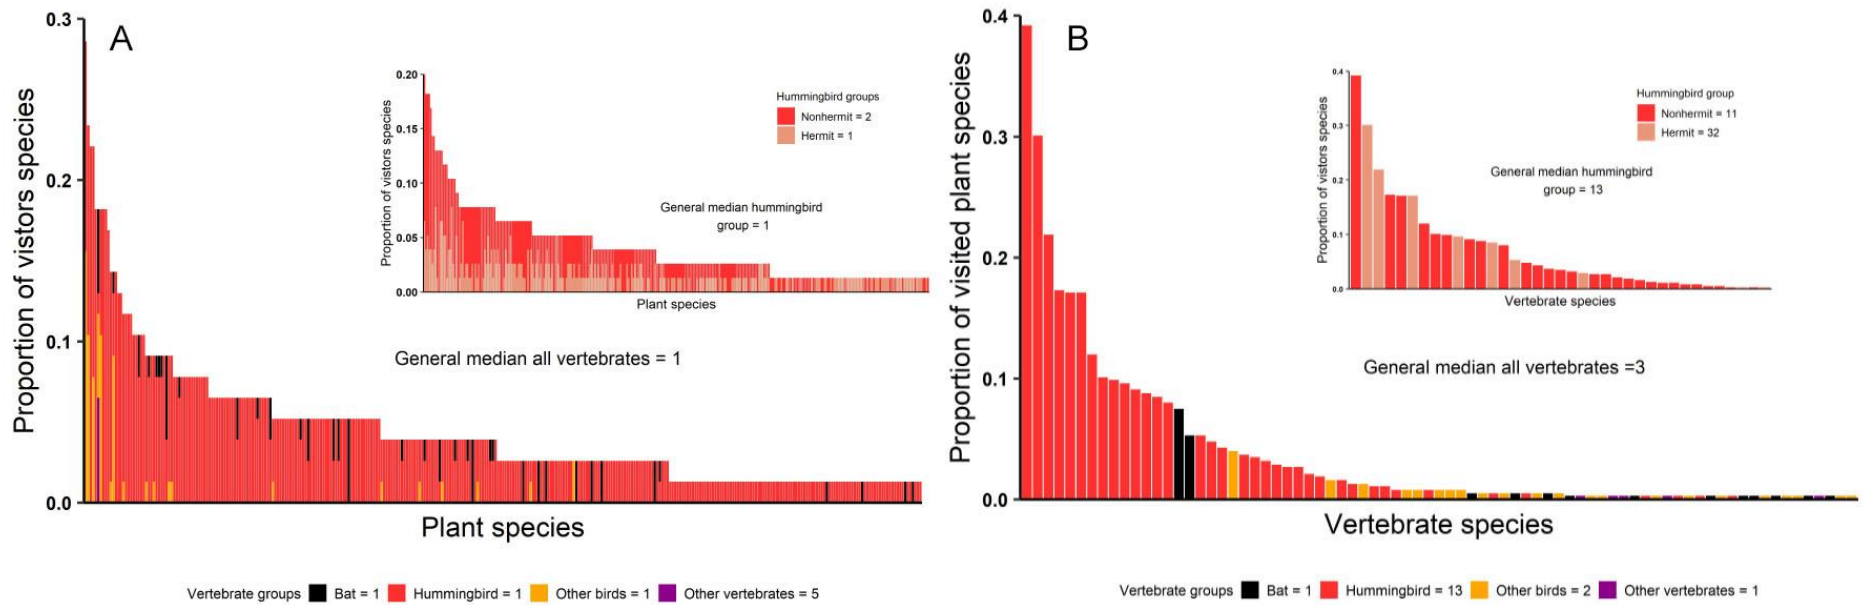 A
Proportion of vistors species
0.3
0.2
0.1
0.0
Plant species
Proportion of vistors species
0.20
0.15
0.10
0.05
0.00
Plant species
Hummingbird groups
Nonhermit = 2
Hermit = 1
General median hummingbird
group = 1
General median all vertebrates = 1
Vertebrate groups Bat = 1 Hummingbird = 1 Other birds = 1 Other vertebrates = 5
B
Proportion of visited plant species
0.4
0.3
0.2
0.1
0.0
Vertebrate species
Proportion of vistors species
0.4
0.3
0.2
0.1
0.0
Vertebrate species
Hummingbird group
Nonhermit = 11
Hermit = 32
General median hummingbird
group = 13
General median all vertebrates =3
Vertebrate groups Bat = 1 Hummingbird = 13 Other birds = 2 Other vertebrates = 1